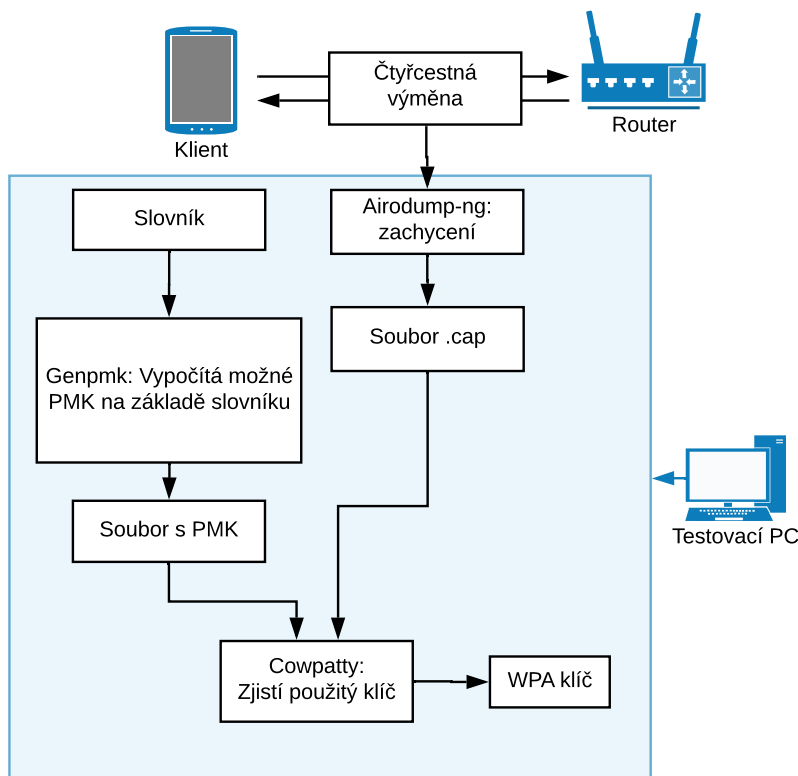 Čtyřcestná
výměna
Klient
Router
Slovník
Airodump-ng:
zachycení
Soubor .cap
Genpmk: Vypočítá možné
PMK na základě slovníku
Soubor s PMK
Testovací PC
Cowpatty:
Zjistí použitý klíč
WPA klíč